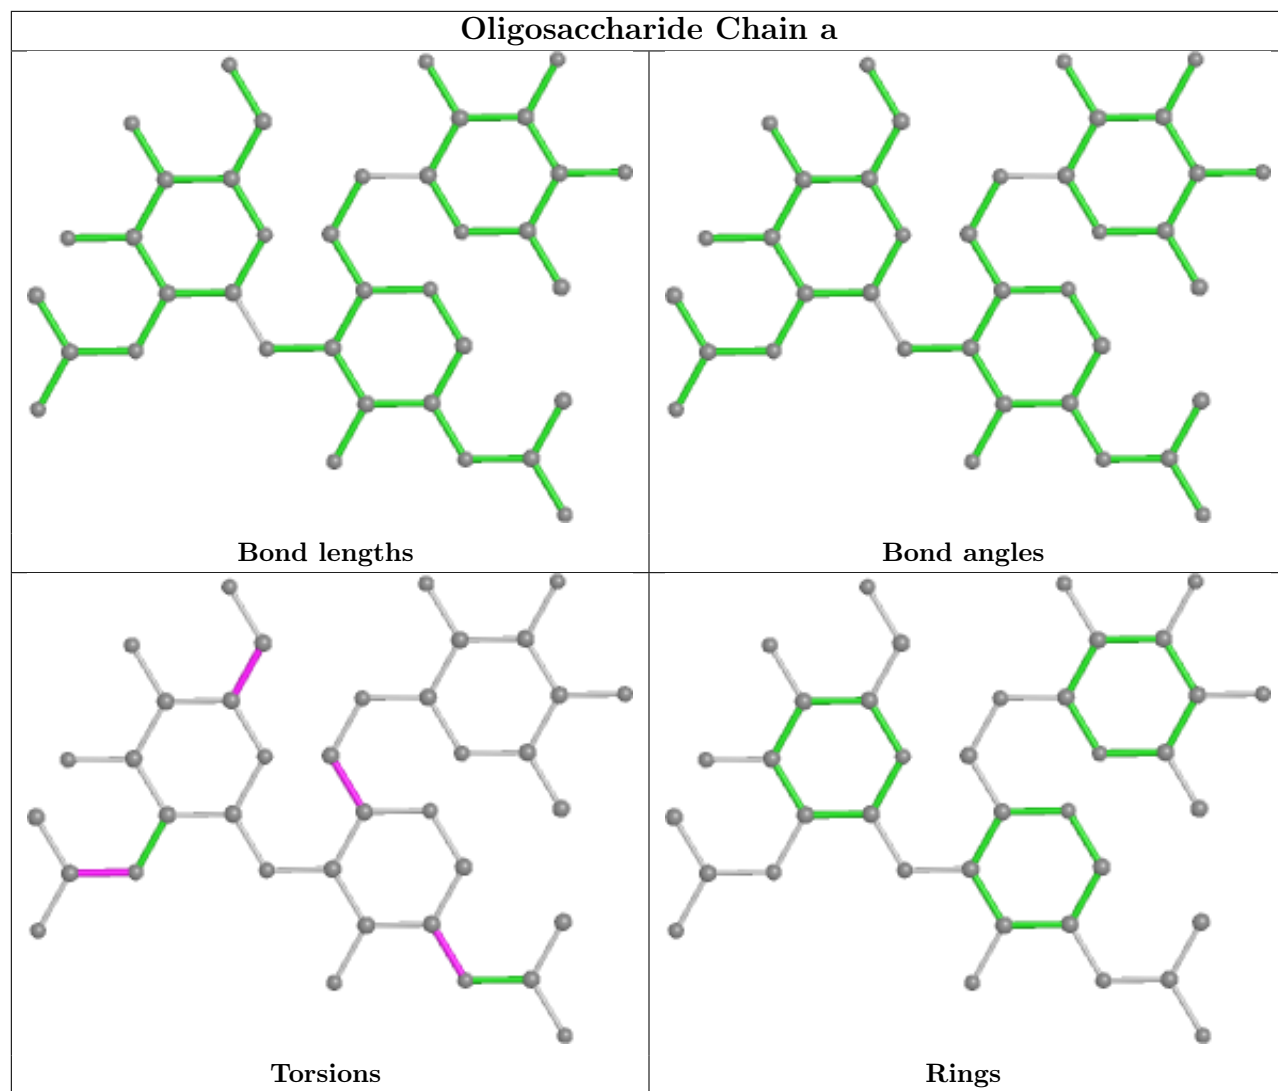 Oligosaccharide Chain a
Bond lengths
Bond angles
Torsions
Rings